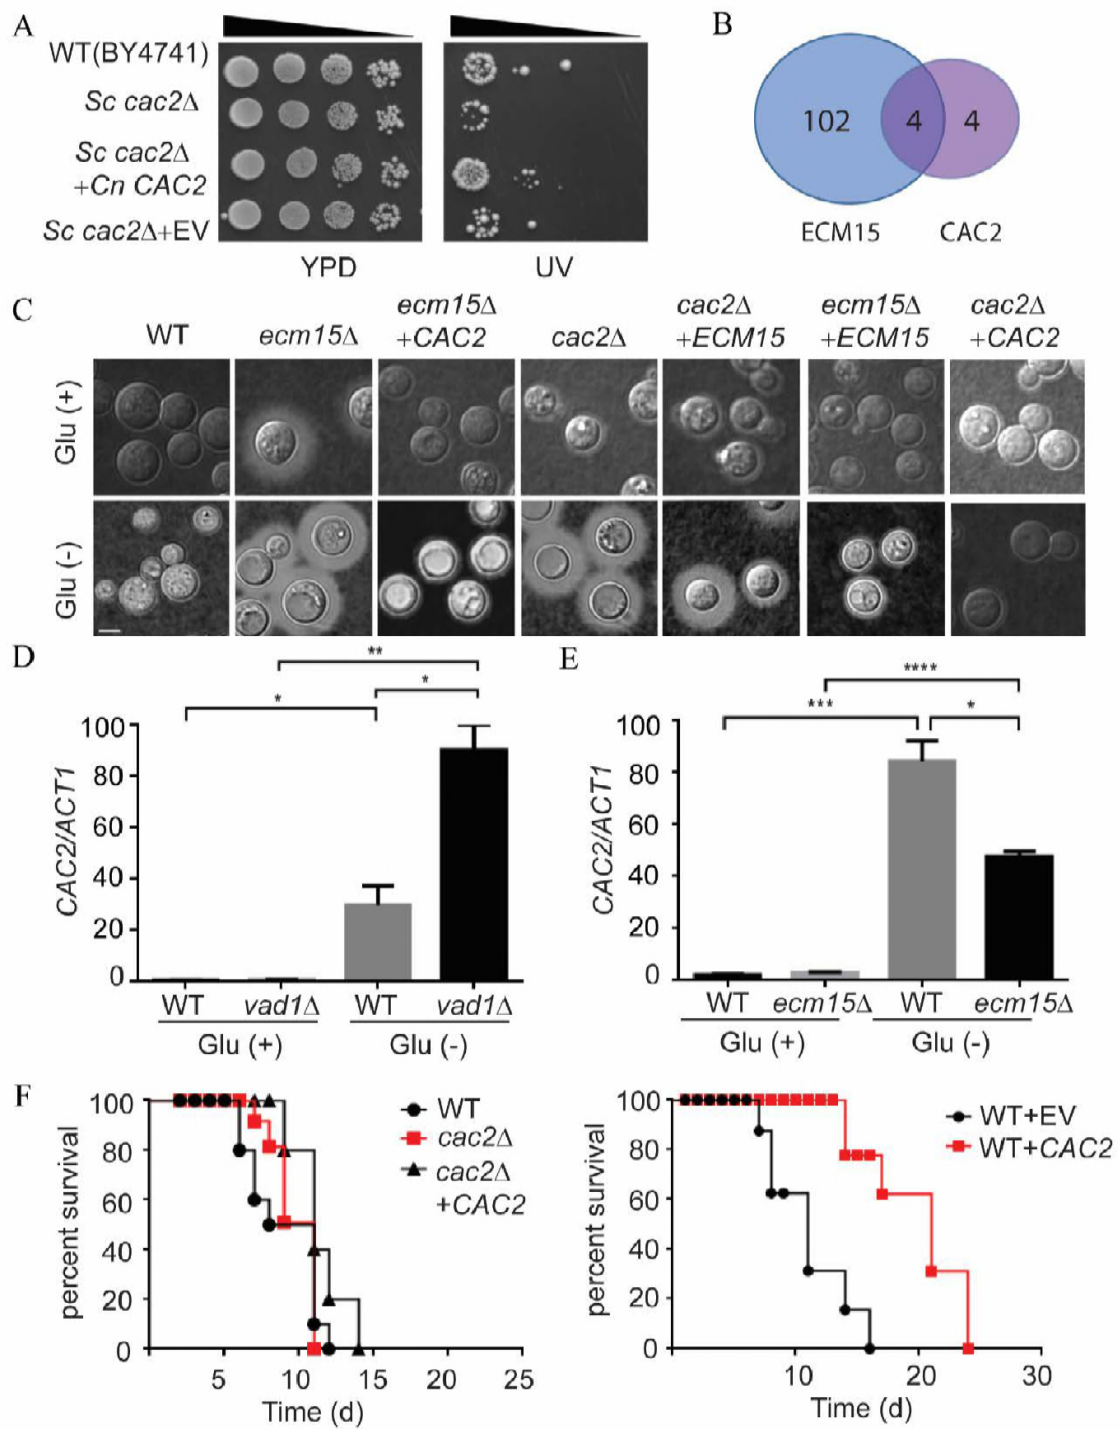 A
WT(BY4741)
Sc cac2Δ
Sc cac2Δ
+Cn CAC2
Sc cac2Δ+EV
YPD
UV
B
102
4
4
ECM15
CAC2
C
WT
ecm15Δ
ecm15Δ
+CAC2
cac2Δ
cac2Δ
+ECM15
ecm15Δ
+ECM15
cac2Δ
+CAC2
Glu (+)
Glu (-)
D
**
*
*
CAC2/ACT1
100
80
60
40
20
0
WT
vad1Δ
WT
vad1Δ
Glu (+)
Glu (-)
E
****
***
*
CAC2/ACT1
100
80
60
40
20
0
WT
ecm15Δ
WT
ecm15Δ
Glu (+)
Glu (-)
F
percent survival
100
80
60
40
20
0
5
10
15
20
25
Time (d)
WT
cac2Δ
cac2Δ
+CAC2
percent survival
100
80
60
40
20
0
10
20
30
Time (d)
WT+EV
WT+CAC2